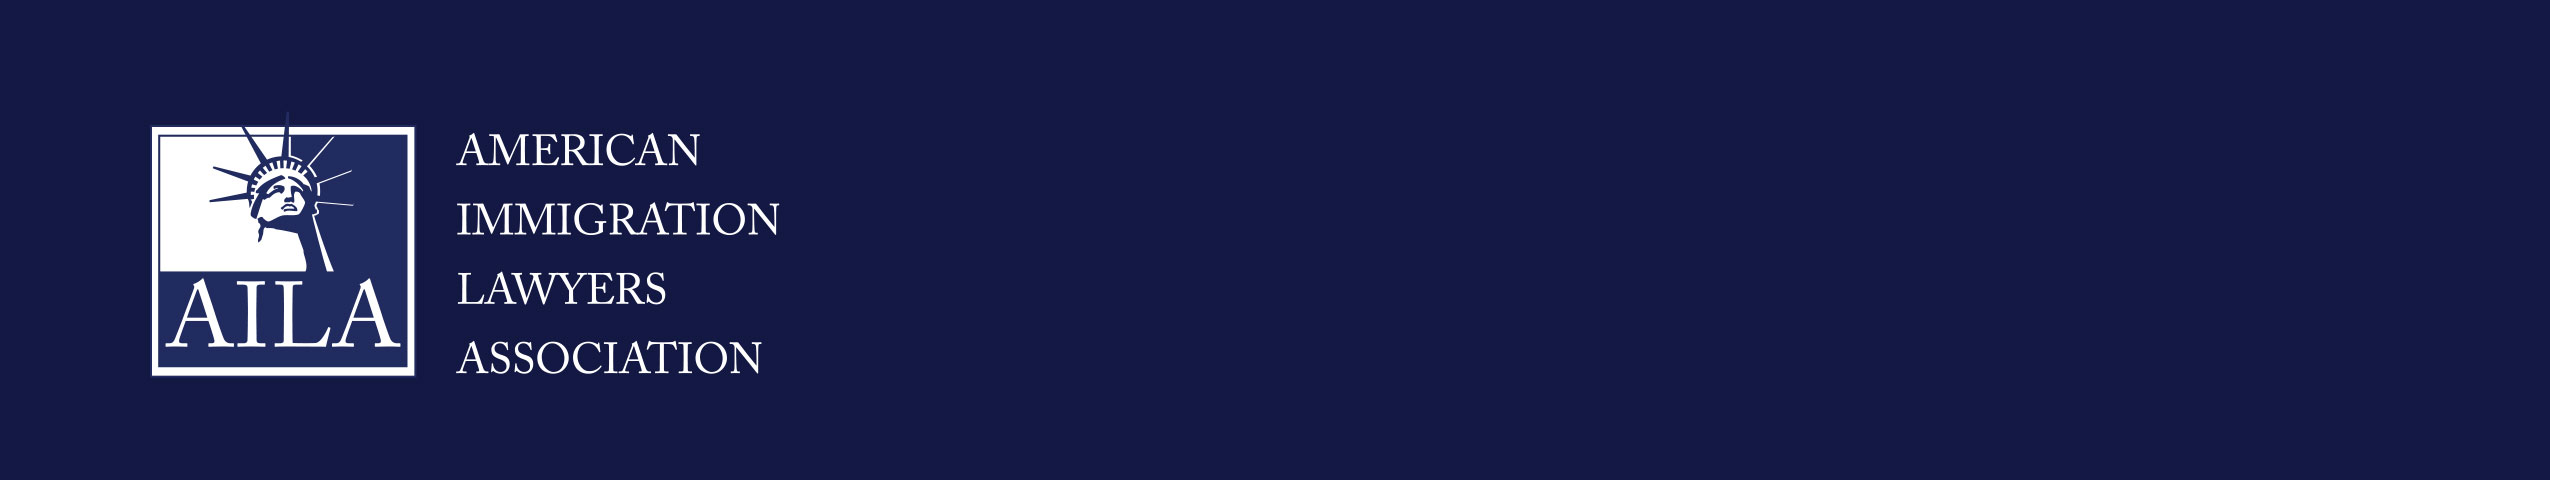 AILA
AMERICAN
IMMIGRATION
LAWYERS
ASSOCIATION